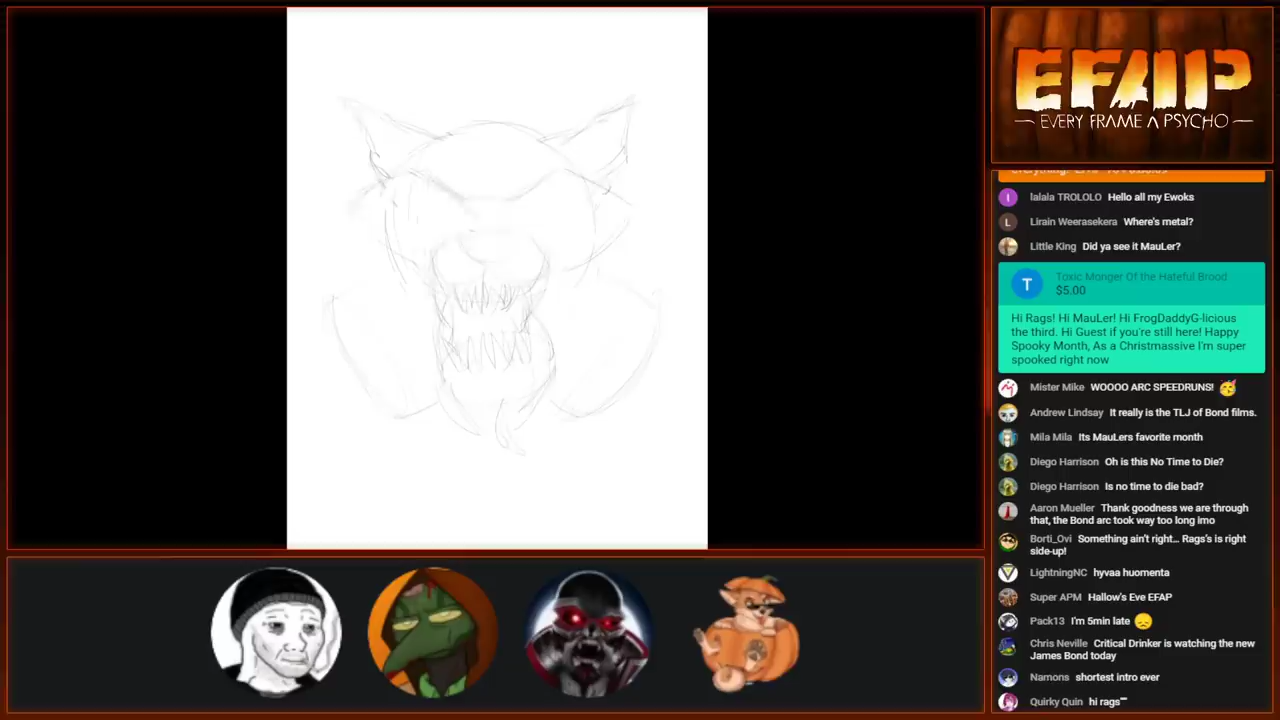 EFAP
EVERY FRAME A PSYCHO
lalala TROLOLO Hello all my Ewoks
Lirain Weerasekera Where's metal?
Little King Did ya see it MauLer?
T
Toxic Monger Of the Hateful Brood
$5.00
Hi Rags! Hi MauLer! Hi FrogDaddyG-licious
the third. Hi Guest if you're still here! Happy
Spooky Month, As a Christmassive I'm super
spooked right now
Mister Mike WOOOO ARC SPEEDRUNS! 🥳
Andrew Lindsay It really is the TLJ of Bond films.
Mila Mila Its MauLers favorite month
Diego Harrison Oh is this No Time to Die?
Diego Harrison Is no time to die bad?
Aaron Mueller Thank goodness we are through
that, the Bond arc took way too long imo
Borti_Ovi Something ain't right... Rags's is right
side-up!
LightningNC hyvaa huomenta
Super APM Hallow's Eve EFAP
Pack13 I'm 5min late 😞
Chris Neville Critical Drinker is watching the new
James Bond today
Namons shortest intro ever
Quirky Quin hi rags